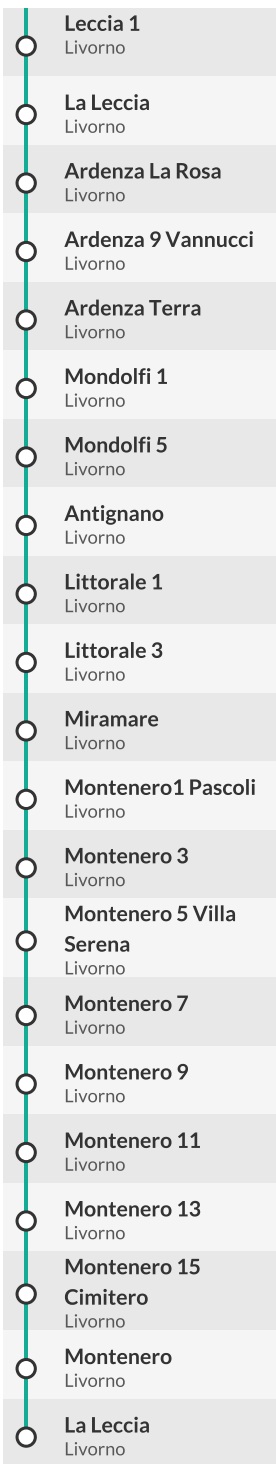 Leccia 1
Livorno
La Leccia
Livorno
Ardenza La Rosa
Livorno
Ardenza 9 Vannucci
Livorno
Ardenza Terra
Livorno
Mondolfi 1
Livorno
Mondolfi 5
Livorno
Antignano
Livorno
Littorale 1
Livorno
Littorale 3
Livorno
Miramare
Livorno
Montenero1 Pascoli
Livorno
Montenero 3
Livorno
Montenero 5 Villa
Serena
Livorno
Montenero 7
Livorno
Montenero 9
Livorno
Montenero 11
Livorno
Montenero 13
Livorno
Montenero 15
Cimitero
Livorno
Montenero
Livorno
La Leccia
Livorno